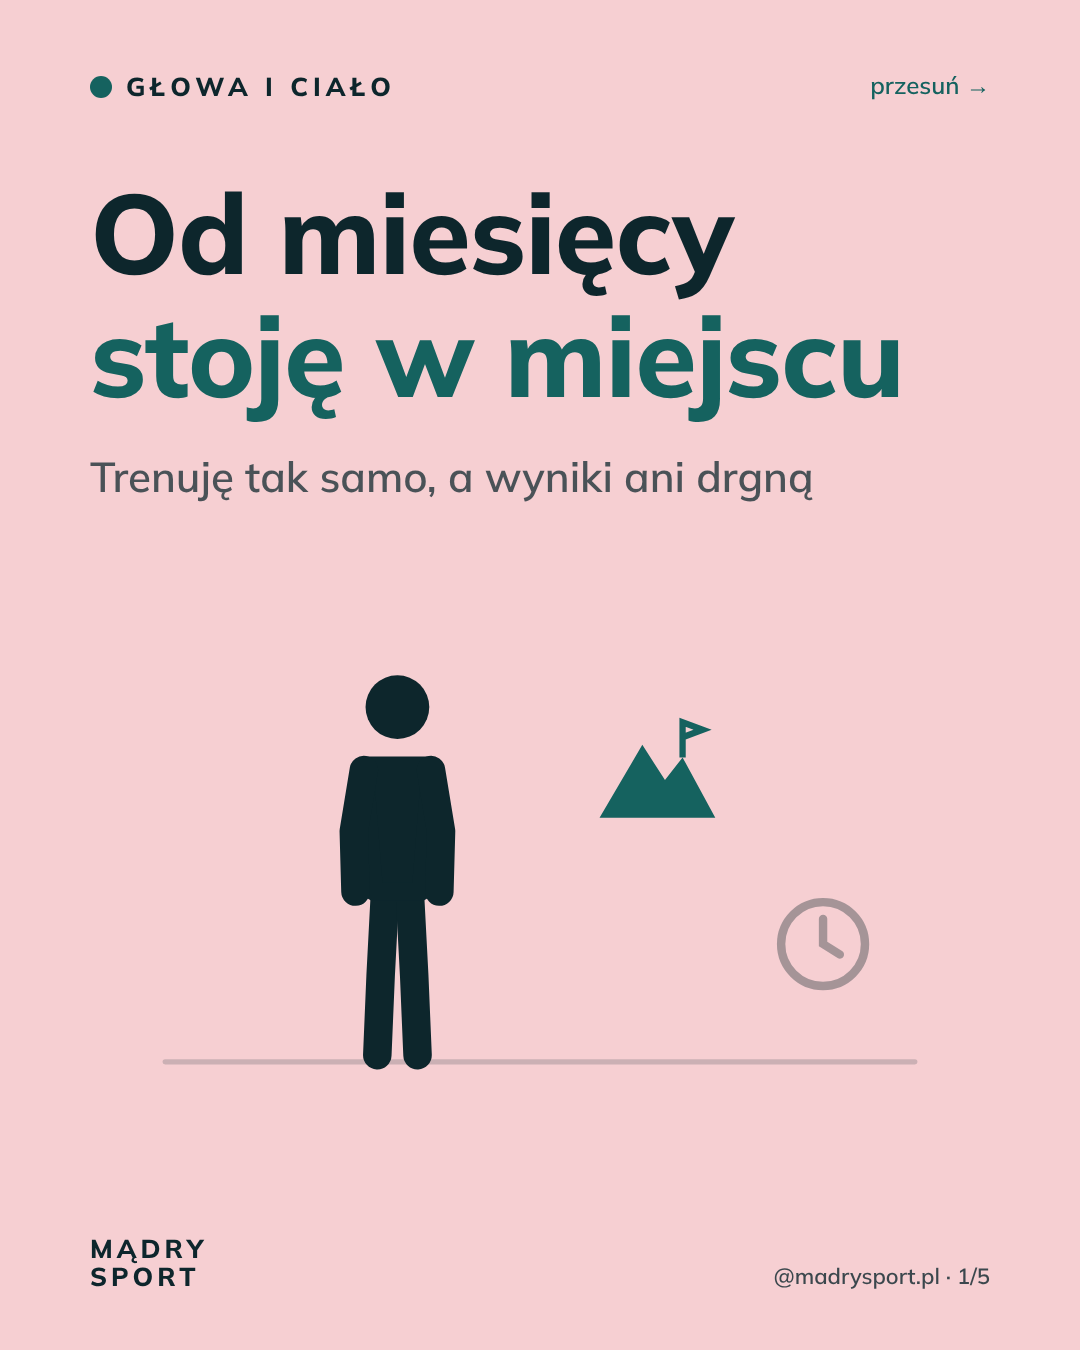 GŁOWA I CIAŁO
przesuń →
Od miesięcy
stoję w miejscu
Trenuję tak samo, a wyniki ani drgną
MĄDRY
SPORT
@madrysport.pl · 1/5